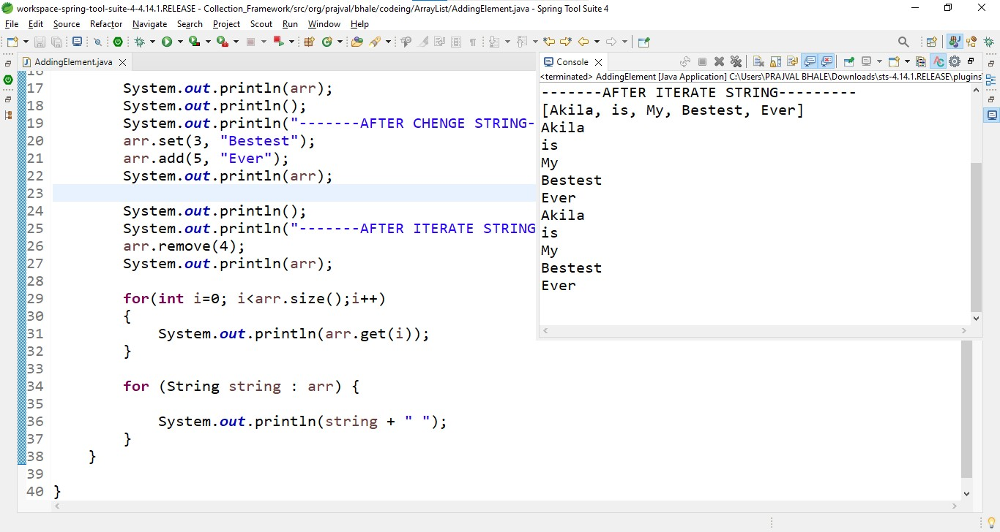 workspace-spring-tool-suite-4-4.14.1.RELEASE - Collection_Framework/src/org/prajval/bhale/codeing/ArrayList/AddingElement.java - Spring Tool Suite 4
File Edit Source Refactor Navigate Search Project Scout Run Window Help
AddingElement.java
16
17 System.out.println(arr);
18 System.out.println();
19 System.out.println("-------AFTER CHENGE STRING-
20 arr.set(3, "Bestest");
21 arr.add(5, "Ever");
22 System.out.println(arr);
23
24 System.out.println();
25 System.out.println("-------AFTER ITERATE STRING
26 arr.remove(4);
27 System.out.println(arr);
28
29 for(int i=0; i<arr.size();i++)
30 {
31 System.out.println(arr.get(i));
32 }
33
34 for (String string : arr) {
35
36 System.out.println(string + " ");
37 }
38 }
39
40 }
Console
<terminated> AddingElement [Java Application] C:\Users\PRAJVAL BHALE\Downloads\sts-4.14.1.RELEASE\plugins
-------AFTER ITERATE STRING---------
[Akila, is, My, Bestest, Ever]
Akila
is
My
Bestest
Ever
Akila
is
My
Bestest
Ever